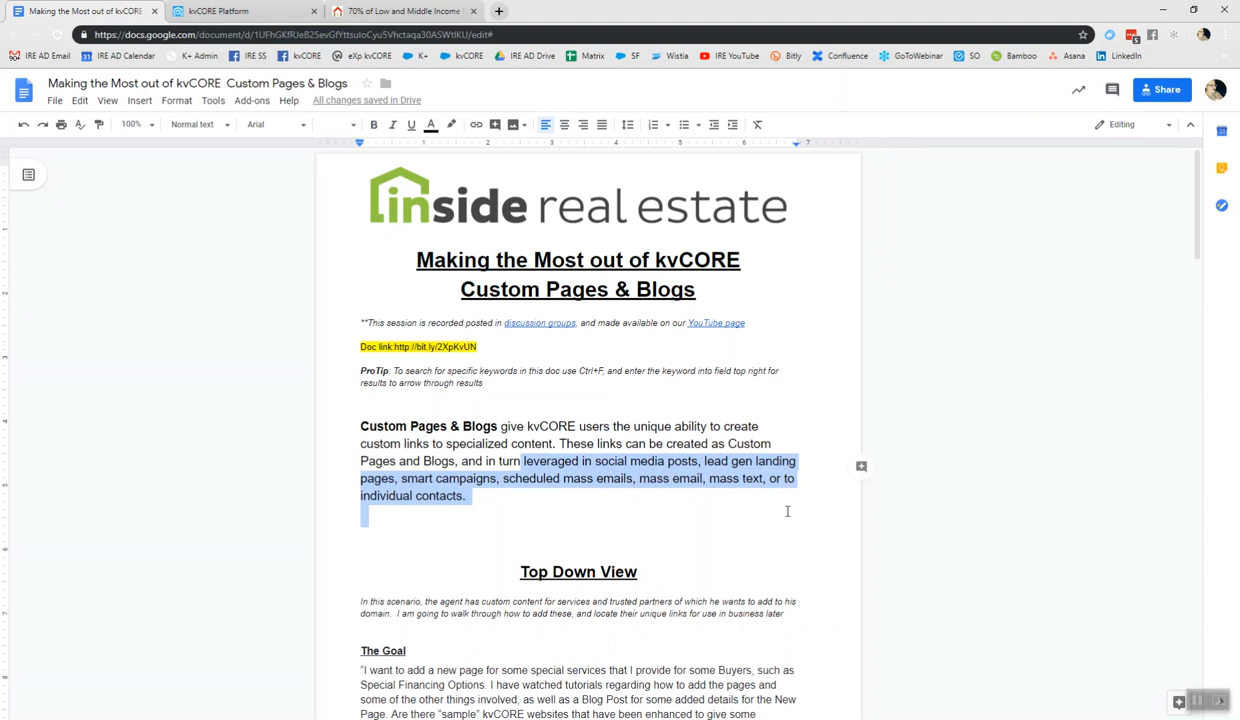 Making the Most out of kvCORE
kvCORE Platform
70% of Low and Middle Income H
https://docs.google.com/document/d/1UFhGKfRJeB25evGfYttsuloCyu5Vhctaqa30ASWtlKU/edit#
IRE AD Email
IRE AD Calendar
K+ Admin
FB IRE SS
kvCORE
eXp kvCORE
K+
kvCORE
IRE AD Drive
Matrix
SF
Wistia
IRE YouTube
Bitly
Confluence
GoToWebinar
SO
Bamboo
Asana
LinkedIn
Making the Most out of kvCORE Custom Pages & Blogs
File Edit View Insert Format Tools Add-ons Help All changes saved in Drive
Share
100% Normal text Arial B I U A Editing
1 2 3 4 5 6 7
inside real estate
Making the Most out of kvCORE
Custom Pages & Blogs
**This session is recorded posted in discussion groups, and made available on our YouTube page
Doc link:http://bit.ly/2XpKvUN
ProTip: To search for specific keywords in this doc use Ctrl+F, and enter the keyword into field top right for
results to arrow through results
Custom Pages & Blogs give kvCORE users the unique ability to create
custom links to specialized content. These links can be created as Custom
Pages and Blogs, and in turn leveraged in social media posts, lead gen landing
pages, smart campaigns, scheduled mass emails, mass email, mass text, or to
individual contacts.
Top Down View
In this scenario, the agent has custom content for services and trusted partners of which he wants to add to his
domain. I am going to walk through how to add these, and locate their unique links for use in business later
The Goal
“I want to add a new page for some special services that I provide for some Buyers, such as
Special Financing Options. I have watched tutorials regarding how to add the pages and
some of the other things involved, as well as a Blog Post for some added details for the New
Page. Are there “sample” kvCORE websites that have been enhanced to give some